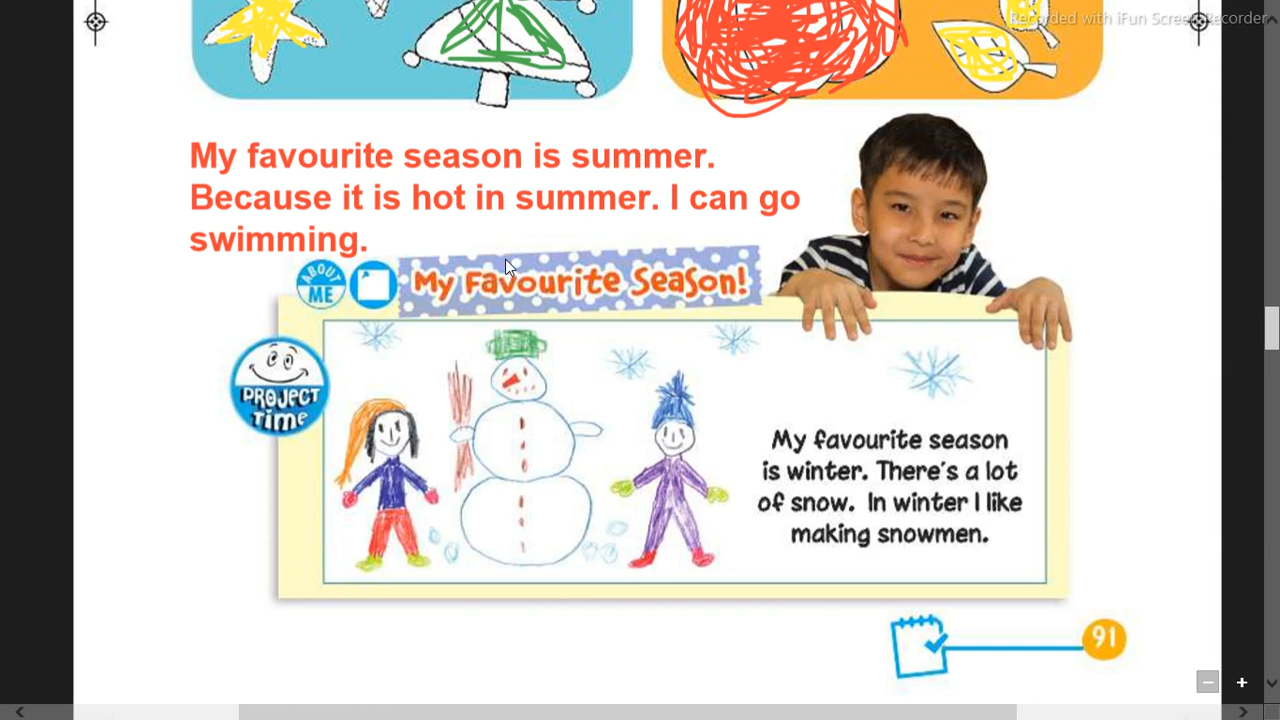 Recorded with iFun Screen Recorder
My favourite season is summer.
Because it is hot in summer. I can go
swimming.
ABOUT
ME
My Favourite Season!
PROJECT
Time
My favourite season
is winter. There's a lot
of snow. In winter I like
making snowmen.
91